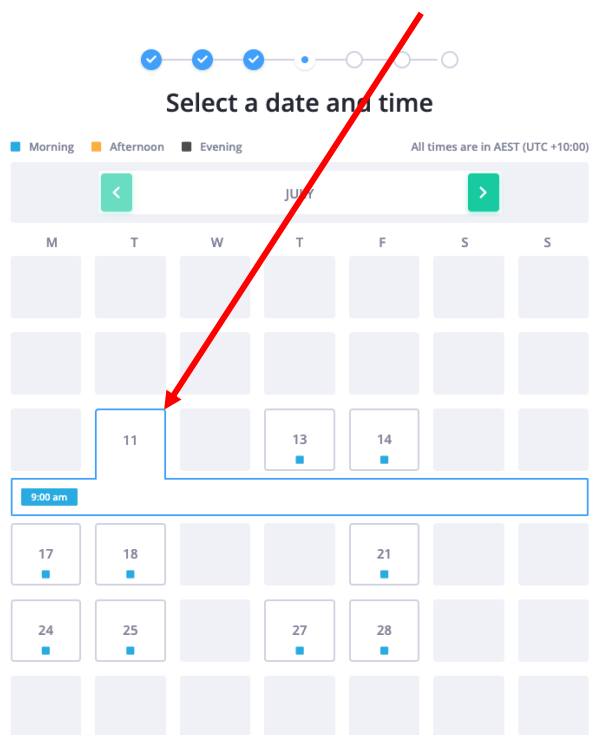 Select a date and time
Morning Afternoon Evening All times are in AEST (UTC +10:00)
JULY
M T W T F S S
11 13 14
9:00 am
17 18 21
24 25 27 28